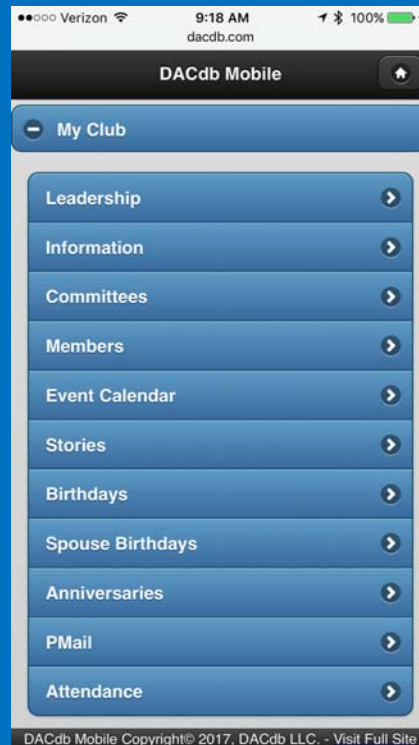 Verizon 9:18 AM 100%
dacdb.com
DACdb Mobile
My Club
Leadership
Information
Committees
Members
Event Calendar
Stories
Birthdays
Spouse Birthdays
Anniversaries
PMail
Attendance
DACdb Mobile Copyright© 2017, DACdb LLC. - Visit Full Site